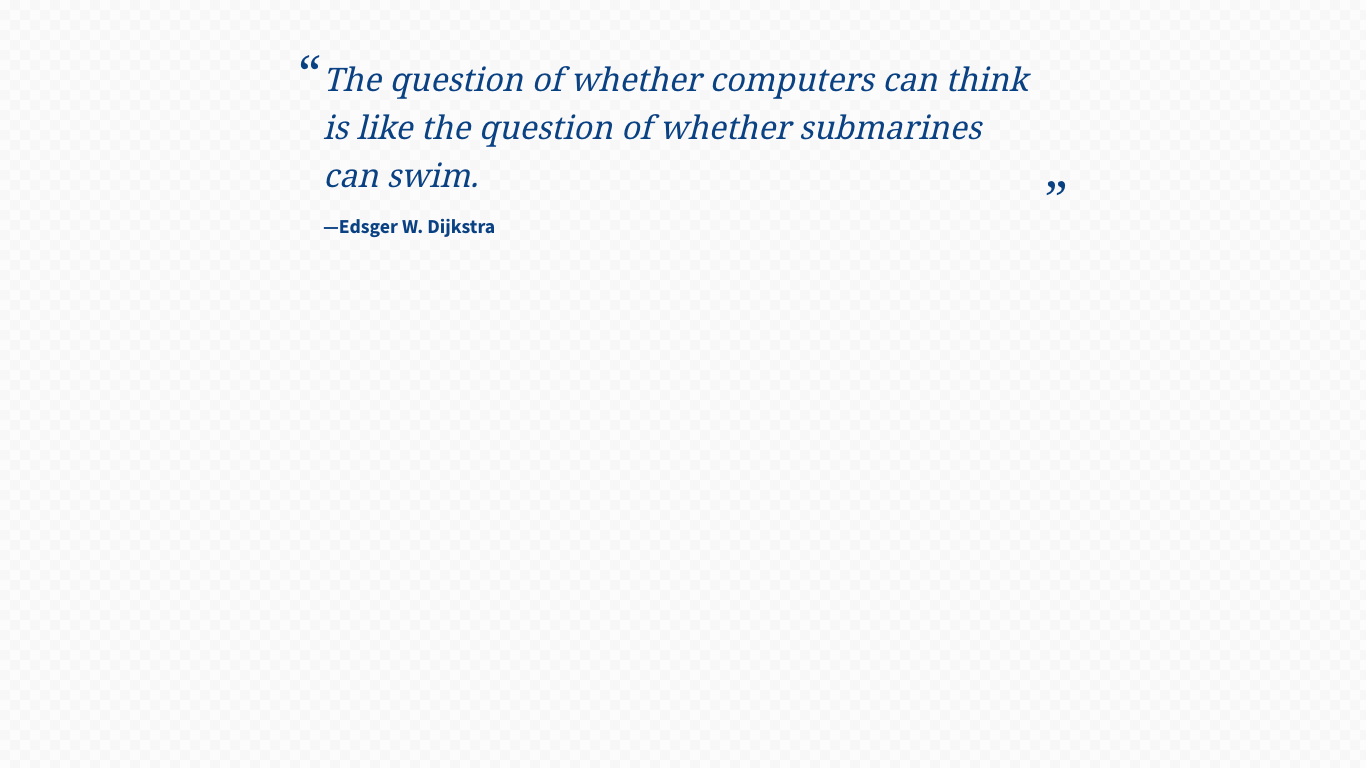 “The question of whether computers can think
is like the question of whether submarines
can swim.”
—Edsger W. Dijkstra